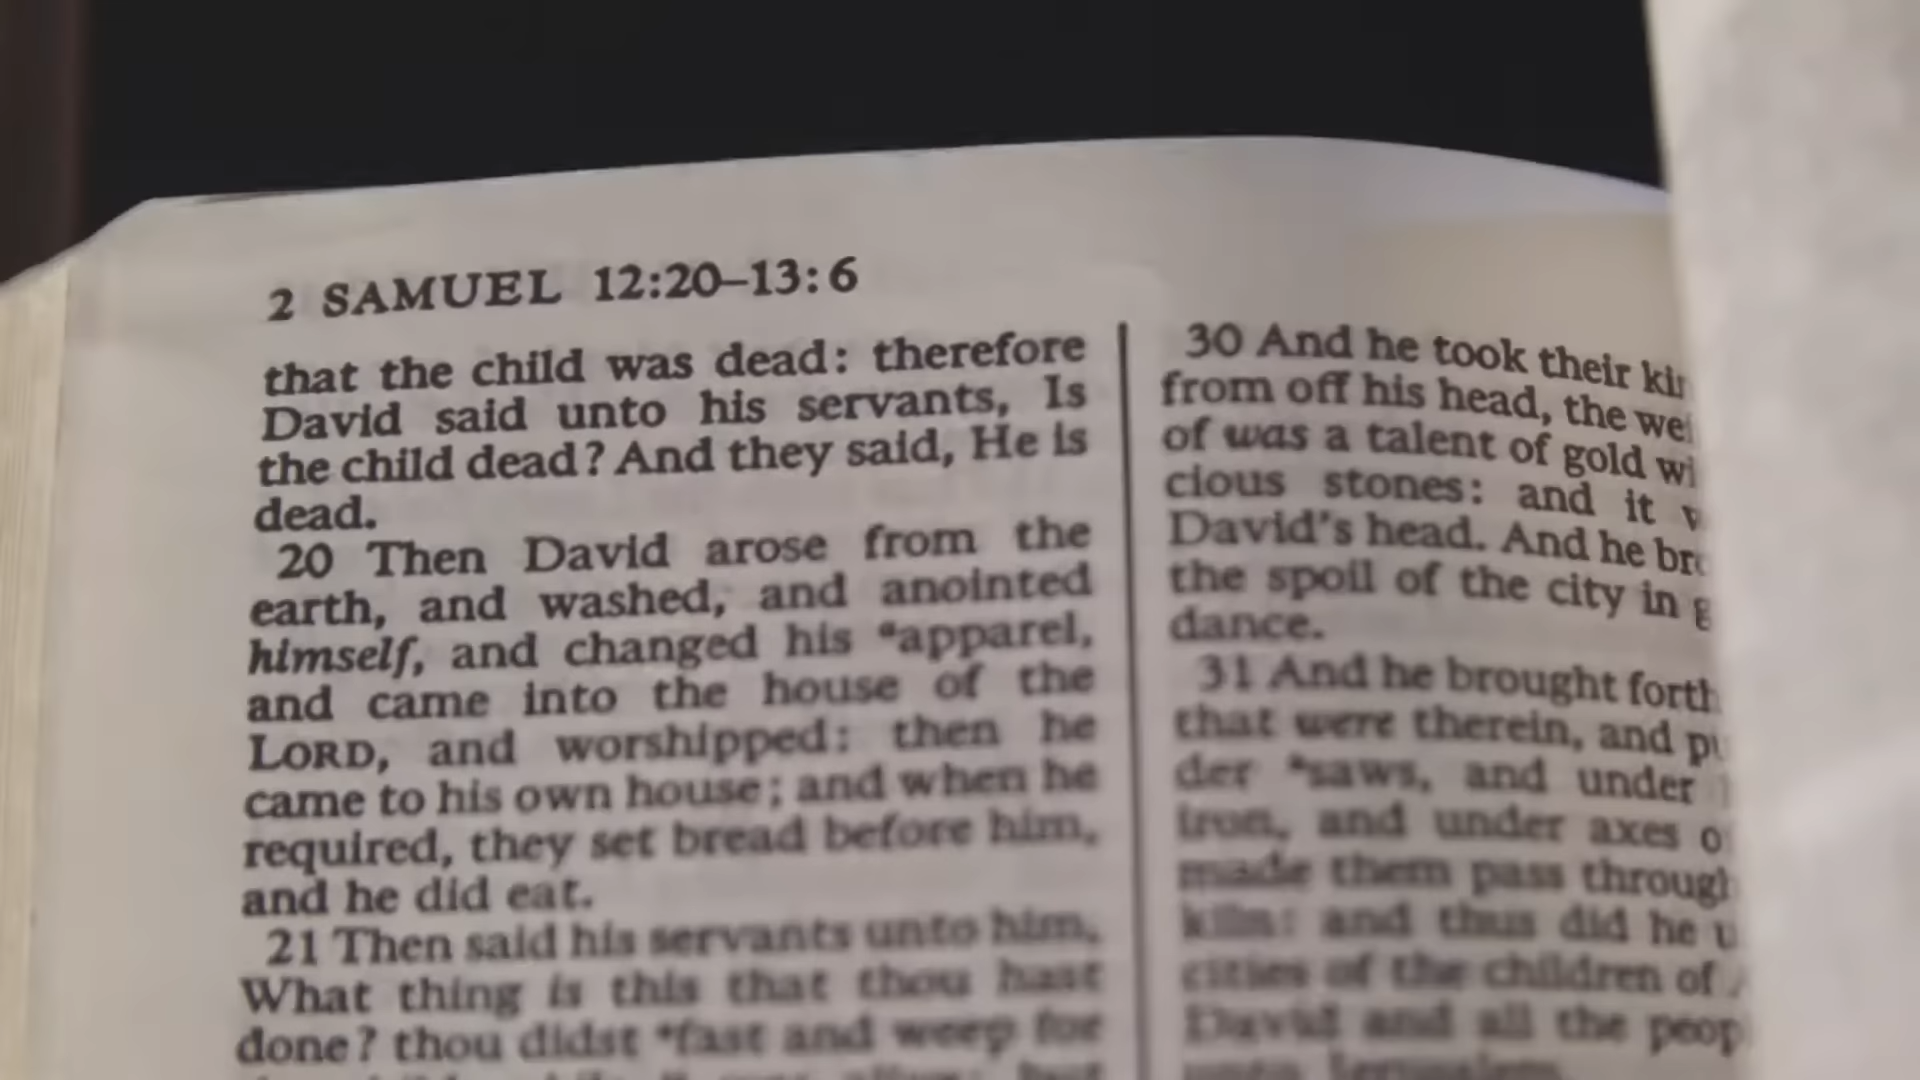 2 SAMUEL 12:20–13:6
that the child was dead: therefore
David said unto his servants, Is
the child dead? And they said, He is
dead.
20 Then David arose from the
earth, and washed, and anointed
himself, and changed his *apparel,
and came into the house of the
LORD, and worshipped: then he
came to his own house; and when he
required, they set bread before him,
and he did eat.
21 Then said his servants unto him,
What thing is this that thou hast
done? thou didst *fast and weep for
30 And he took their
from off his head, the
of was a talent of gold
cious stones: and it
David's head. And he
the spoil of the city in
dance.
31 And he brought forth
that were therein, and
der *saws, and under
iron, and under axes
made them pass through
kiln: and thus did he
cities of the children of
David and all the
unto Jerusalem.